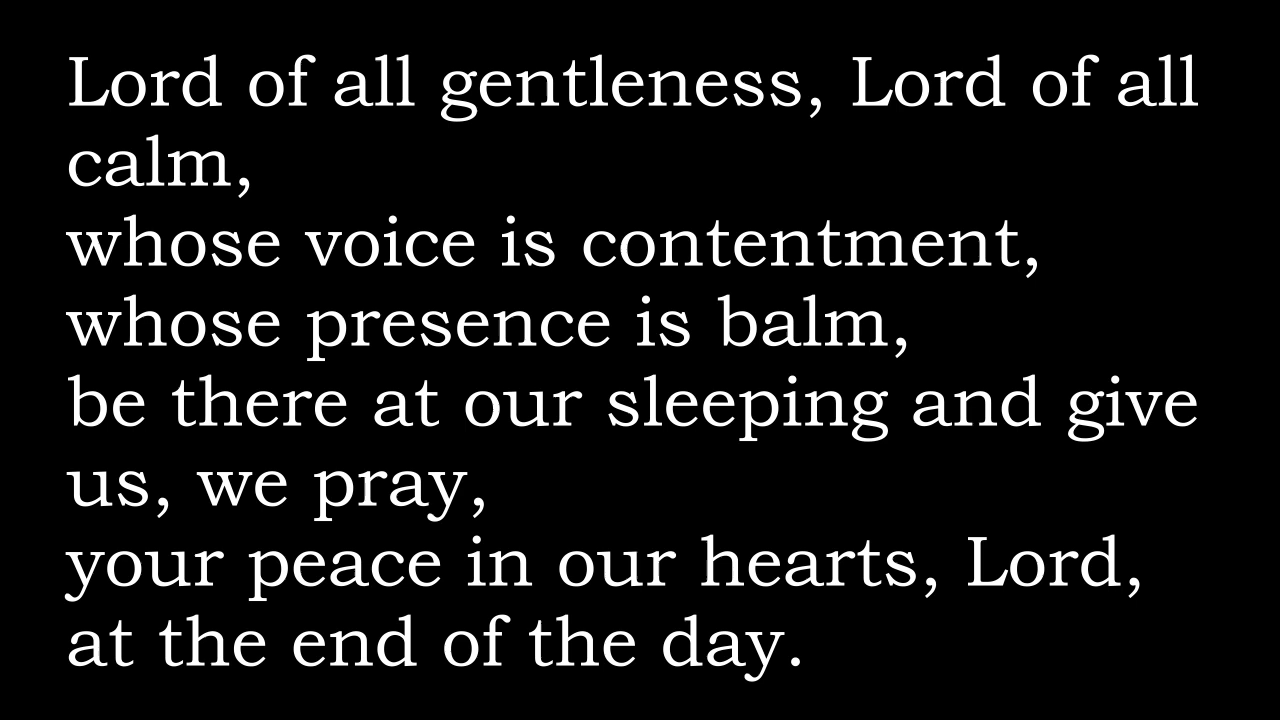 Lord of all gentleness, Lord of all
calm,
whose voice is contentment,
whose presence is balm,
be there at our sleeping and give
us, we pray,
your peace in our hearts, Lord,
at the end of the day.